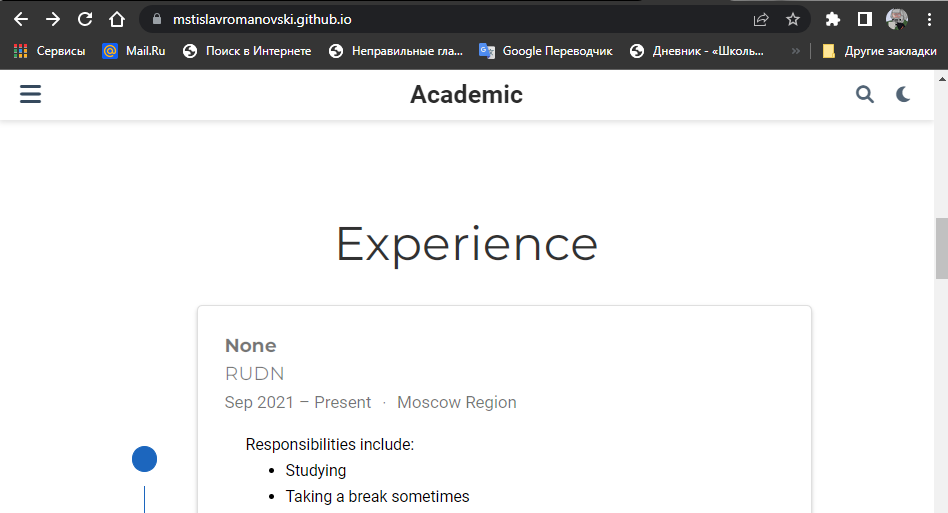 mstislavromanovski.github.io
Сервисы Mail.Ru Поиск в Интернете Неправильные гла... Google Переводчик Дневник - «Школь... » Другие закладки
Academic
Experience
None
RUDN
Sep 2021 – Present · Moscow Region
Responsibilities include:
• Studying
• Taking a break sometimes